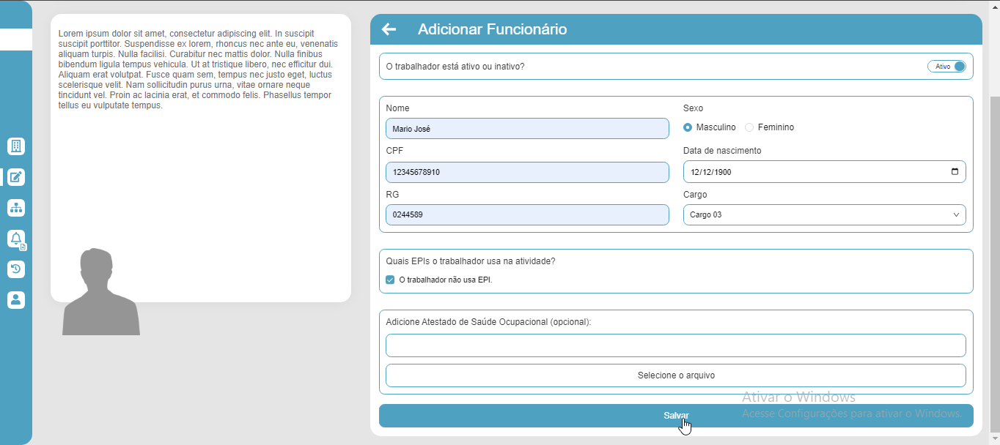 Lorem ipsum dolor sit amet, consectetur adipiscing elit. In suscipit
suscipit porttitor. Suspendisse ex lorem, rhoncus nec ante eu, venenatis
aliquam turpis. Nulla facilisi. Curabitur nec mattis dolor. Nulla finibus
bibendum ligula tempus vehicula. Ut at tristique libero, nec efficitur dui.
Aliquam erat volutpat. Fusce quam sem, tempus nec justo eget, luctus
scelerisque velit. Nam sollicitudin purus urna, vitae ornare neque
tincidunt vel. Proin ac lacinia erat, et commodo felis. Phasellus tempor
tellus eu vulputate tempus.
Adicionar Funcionário
O trabalhador está ativo ou inativo?
Ativo
Nome
Mario José
Sexo
Masculino
Feminino
CPF
12345678910
Data de nascimento
12/12/1900
RG
0244589
Cargo
Cargo 03
Quais EPIs o trabalhador usa na atividade?
O trabalhador não usa EPI.
Adicione Atestado de Saúde Ocupacional (opcional):
Selecione o arquivo
Salvar
Ativar o Windows
Acesse Configurações para ativar o Windows.